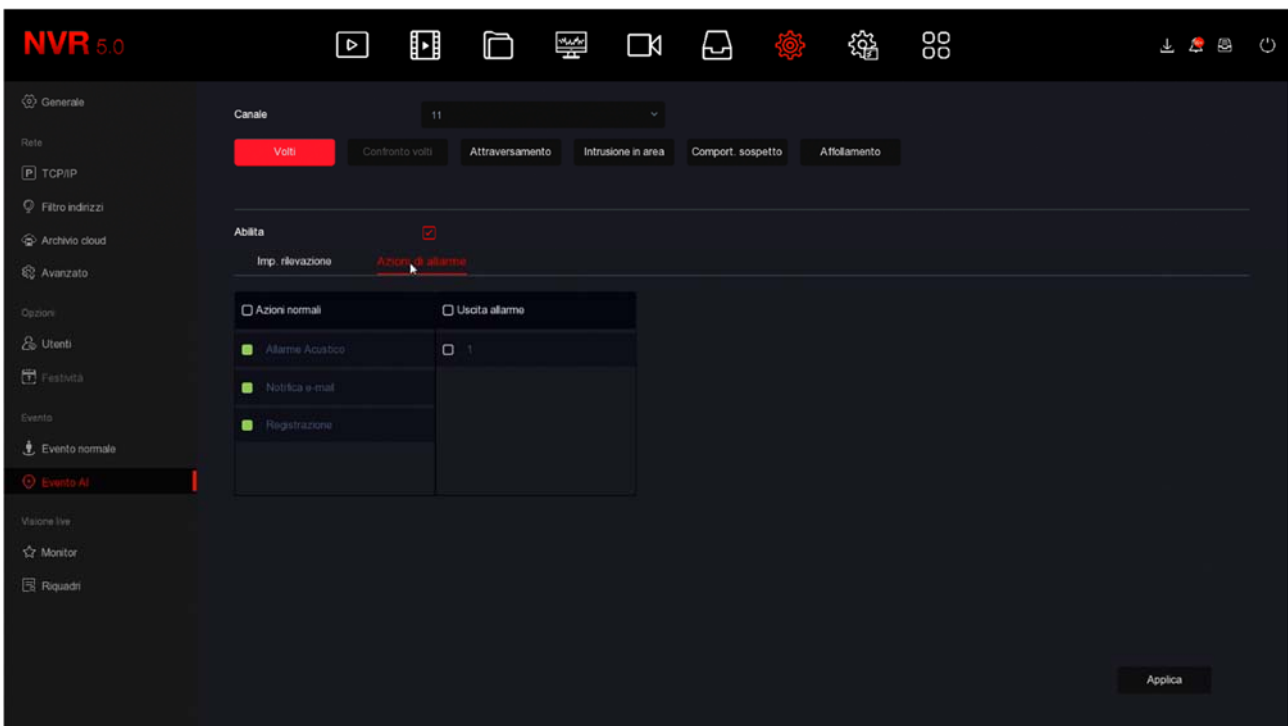 NVR 5.0
Generale
Rete
TCP/IP
Filtro indirizzi
Archivio cloud
Avanzato
Opzioni
Utenti
Festività
Evento
Evento normale
Evento AI
Visione live
Monitor
Riquadri
Canale 11
Volti Confronto volti Attraversamento Intrusione in area Comport. sospetto Affollamento
Abilita
Imp. rilevazione Azioni di allarme
Azioni normali Uscita allarme
Allarme Acustico 1
Notifica e-mail
Registrazione
Applica